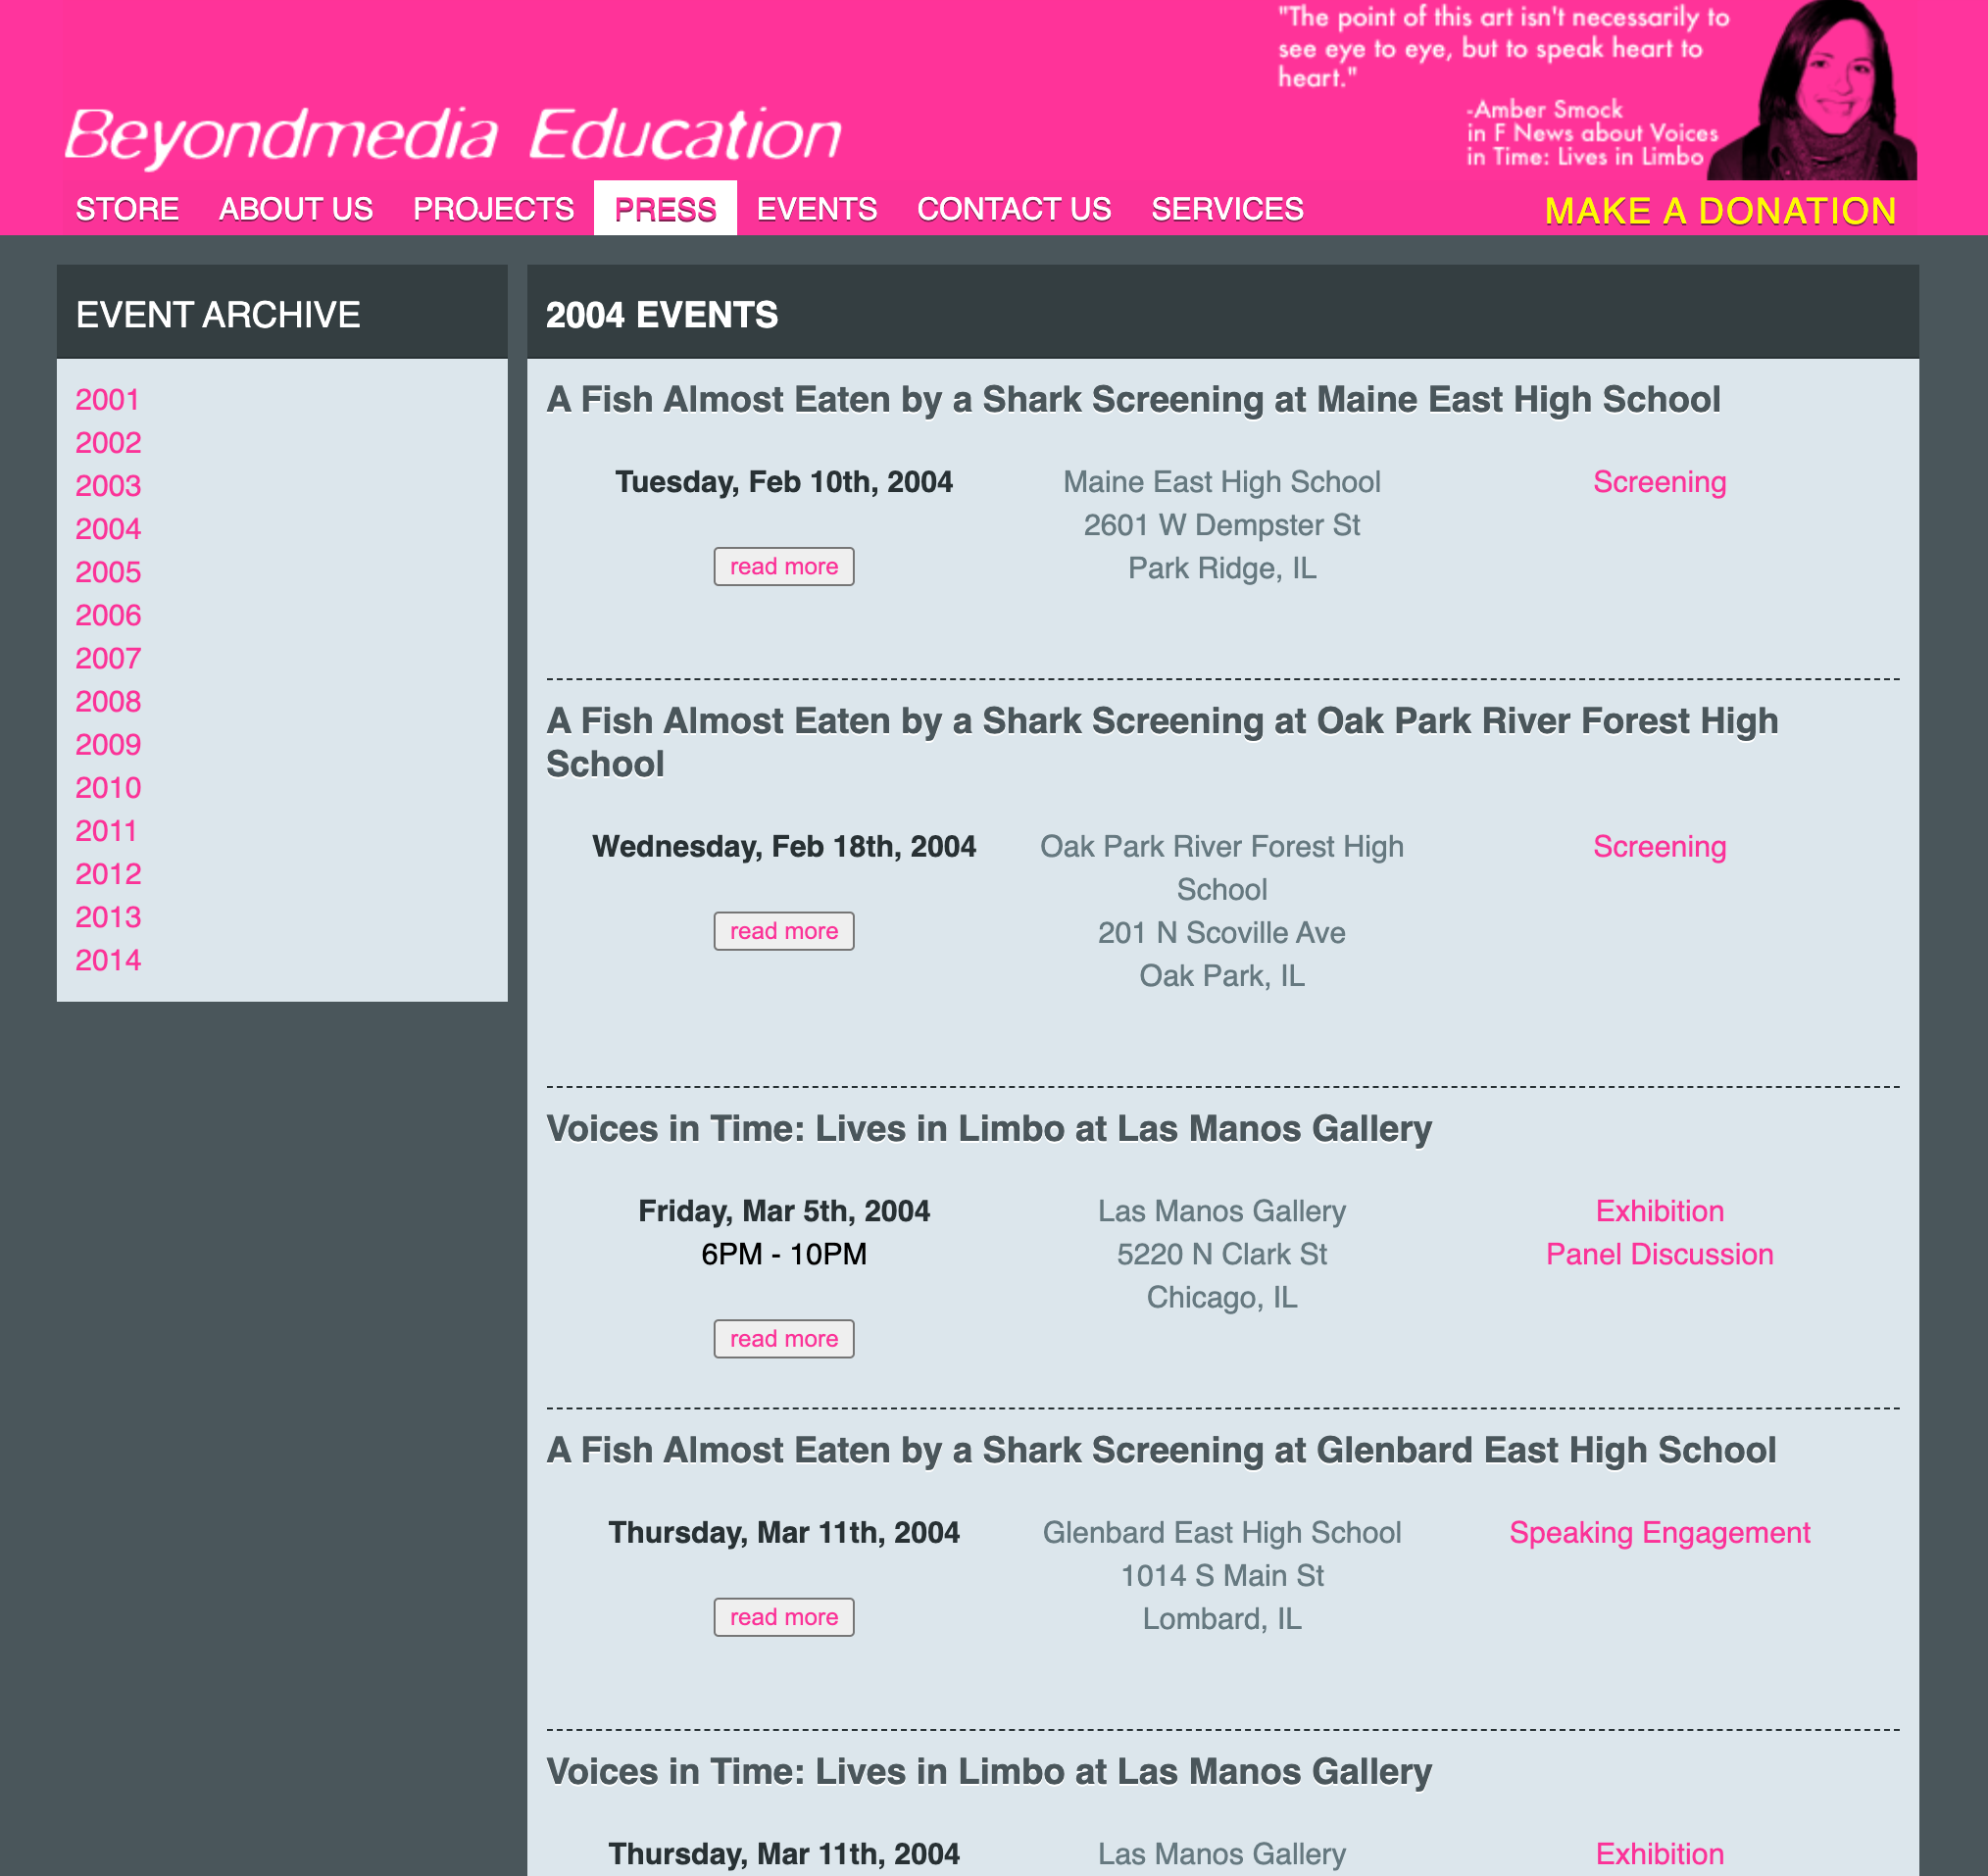 "The point of this art isn't necessarily to
see eye to eye, but to speak heart to
heart."
-Amber Smock
in F News about Voices
in Time: Lives in Limbo
Beyondmedia Education
STORE ABOUT US PROJECTS PRESS EVENTS CONTACT US SERVICES MAKE A DONATION
EVENT ARCHIVE
2001
2002
2003
2004
2005
2006
2007
2008
2009
2010
2011
2012
2013
2014
2004 EVENTS
A Fish Almost Eaten by a Shark Screening at Maine East High School
Tuesday, Feb 10th, 2004
read more
Maine East High School
2601 W Dempster St
Park Ridge, IL
Screening
A Fish Almost Eaten by a Shark Screening at Oak Park River Forest High
School
Wednesday, Feb 18th, 2004
read more
Oak Park River Forest High
School
201 N Scoville Ave
Oak Park, IL
Screening
Voices in Time: Lives in Limbo at Las Manos Gallery
Friday, Mar 5th, 2004
6PM - 10PM
read more
Las Manos Gallery
5220 N Clark St
Chicago, IL
Exhibition
Panel Discussion
A Fish Almost Eaten by a Shark Screening at Glenbard East High School
Thursday, Mar 11th, 2004
read more
Glenbard East High School
1014 S Main St
Lombard, IL
Speaking Engagement
Voices in Time: Lives in Limbo at Las Manos Gallery
Thursday, Mar 11th, 2004
Las Manos Gallery
Exhibition